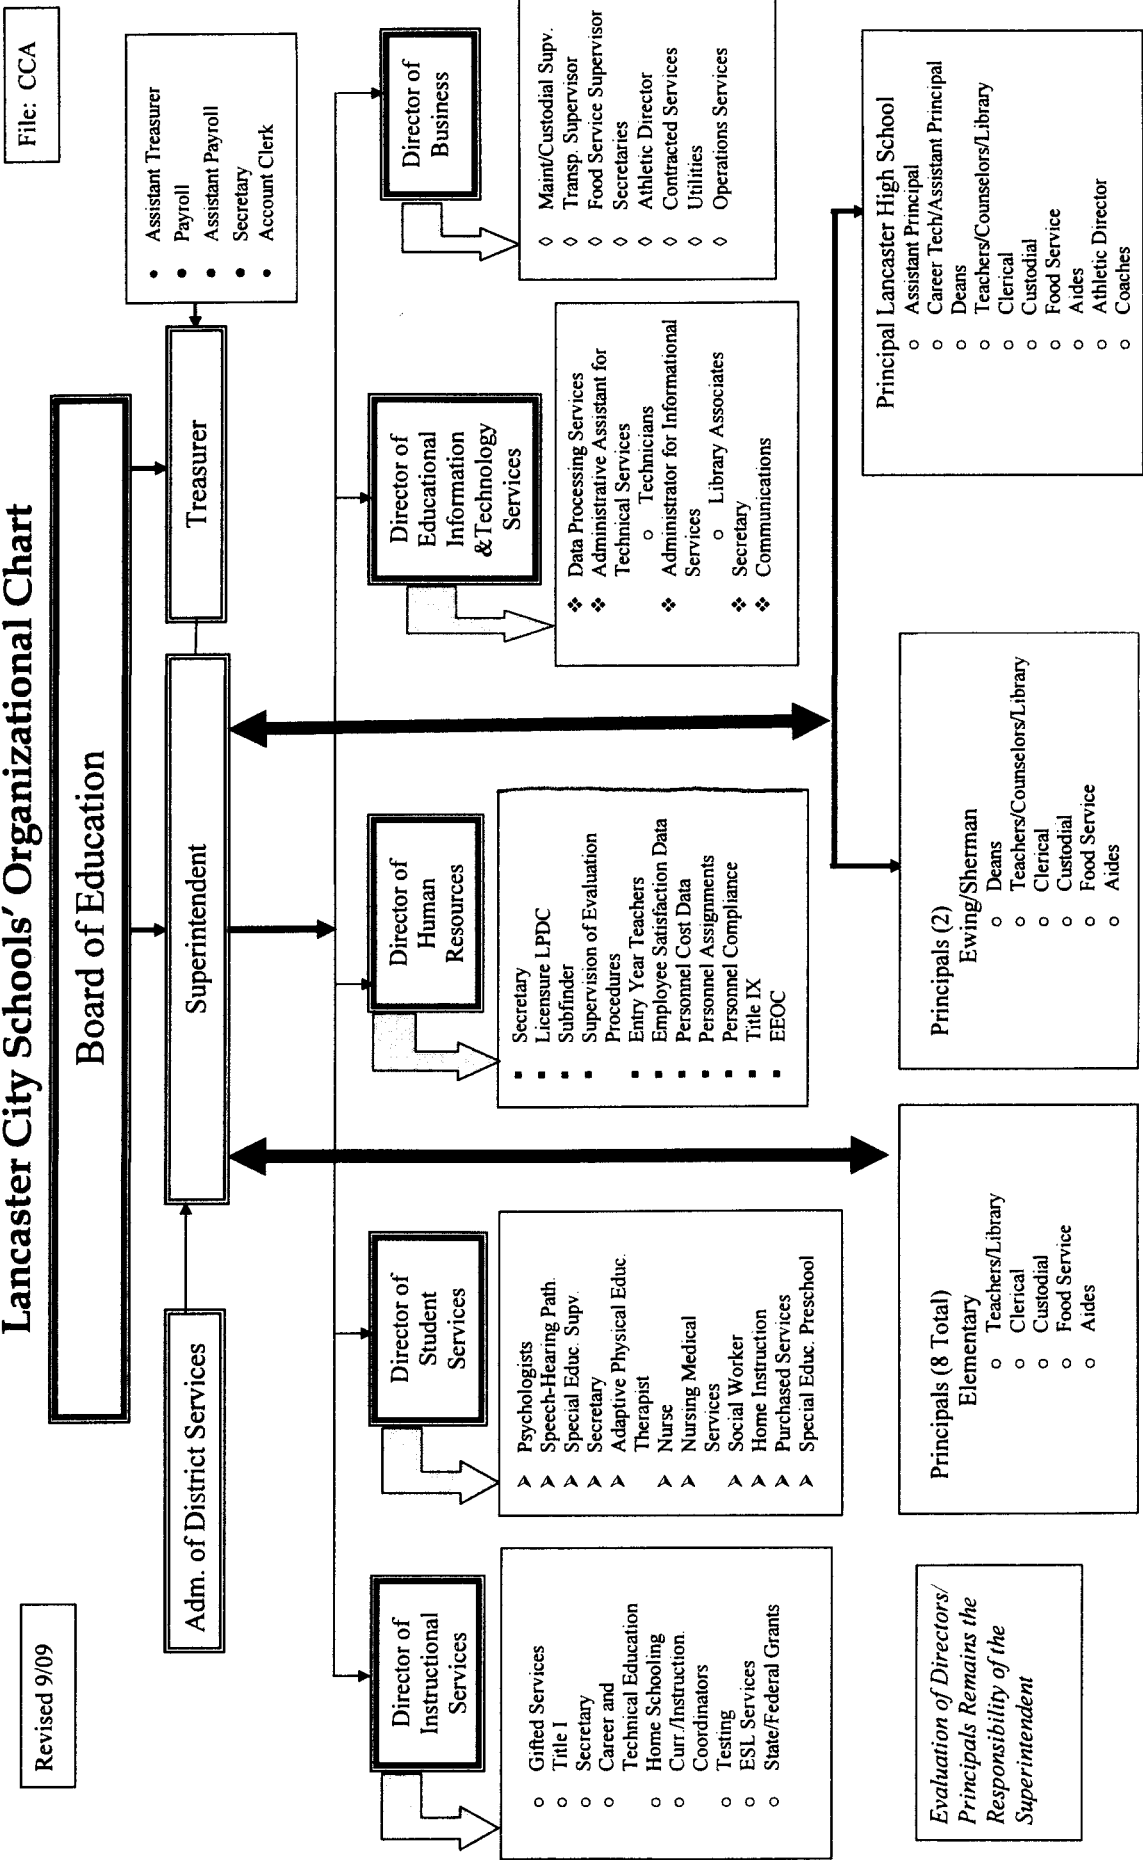 Revised 9/09
Lancaster City Schools' Organizational Chart
File: CCA
Board of Education
Adm. of District Services
Superintendent
Treasurer
• Assistant Treasurer
• Payroll
• Assistant Payroll
• Secretary
• Account Clerk
Director of
Instructional
Services
○ Gifted Services
○ Title I
○ Secretary
○ Career and
Technical Education
○ Home Schooling
○ Curr./Instruction.
Coordinators
○ Testing
○ ESL Services
○ State/Federal Grants
Director of
Student
Services
➢ Psychologists
➢ Speech-Hearing Path.
➢ Special Educ. Supv.
➢ Secretary
➢ Adaptive Physical Educ.
Therapist
➢ Nurse
➢ Nursing Medical
Services
➢ Social Worker
➢ Home Instruction
➢ Purchased Services
➢ Special Educ. Preschool
Director of
Human
Resources
▪ Secretary
▪ Licensure LPDC
▪ Subfinder
▪ Supervision of Evaluation
Procedures
▪ Entry Year Teachers
▪ Employee Satisfaction Data
▪ Personnel Cost Data
▪ Personnel Assignments
▪ Personnel Compliance
▪ Title IX
▪ EEOC
Director of
Educational
Information
&Technology
Services
❖ Data Processing Services
❖ Administrative Assistant for
Technical Services
○ Technicians
❖ Administrator for Informational
Services
○ Library Associates
❖ Secretary
❖ Communications
Director of
Business
◊ Maint/Custodial Supv.
◊ Transp. Supervisor
◊ Food Service Supervisor
◊ Secretaries
◊ Athletic Director
◊ Contracted Services
◊ Utilities
◊ Operations Services
Evaluation of Directors/
Principals Remains the
Responsibility of the
Superintendent
Principals (8 Total)
Elementary
○ Teachers/Library
○ Clerical
○ Custodial
○ Food Service
○ Aides
Principals (2)
Ewing/Sherman
○ Deans
○ Teachers/Counselors/Library
○ Clerical
○ Custodial
○ Food Service
○ Aides
Principal Lancaster High School
○ Assistant Principal
○ Career Tech/Assistant Principal
○ Deans
○ Teachers/Counselors/Library
○ Clerical
○ Custodial
○ Food Service
○ Aides
○ Athletic Director
○ Coaches